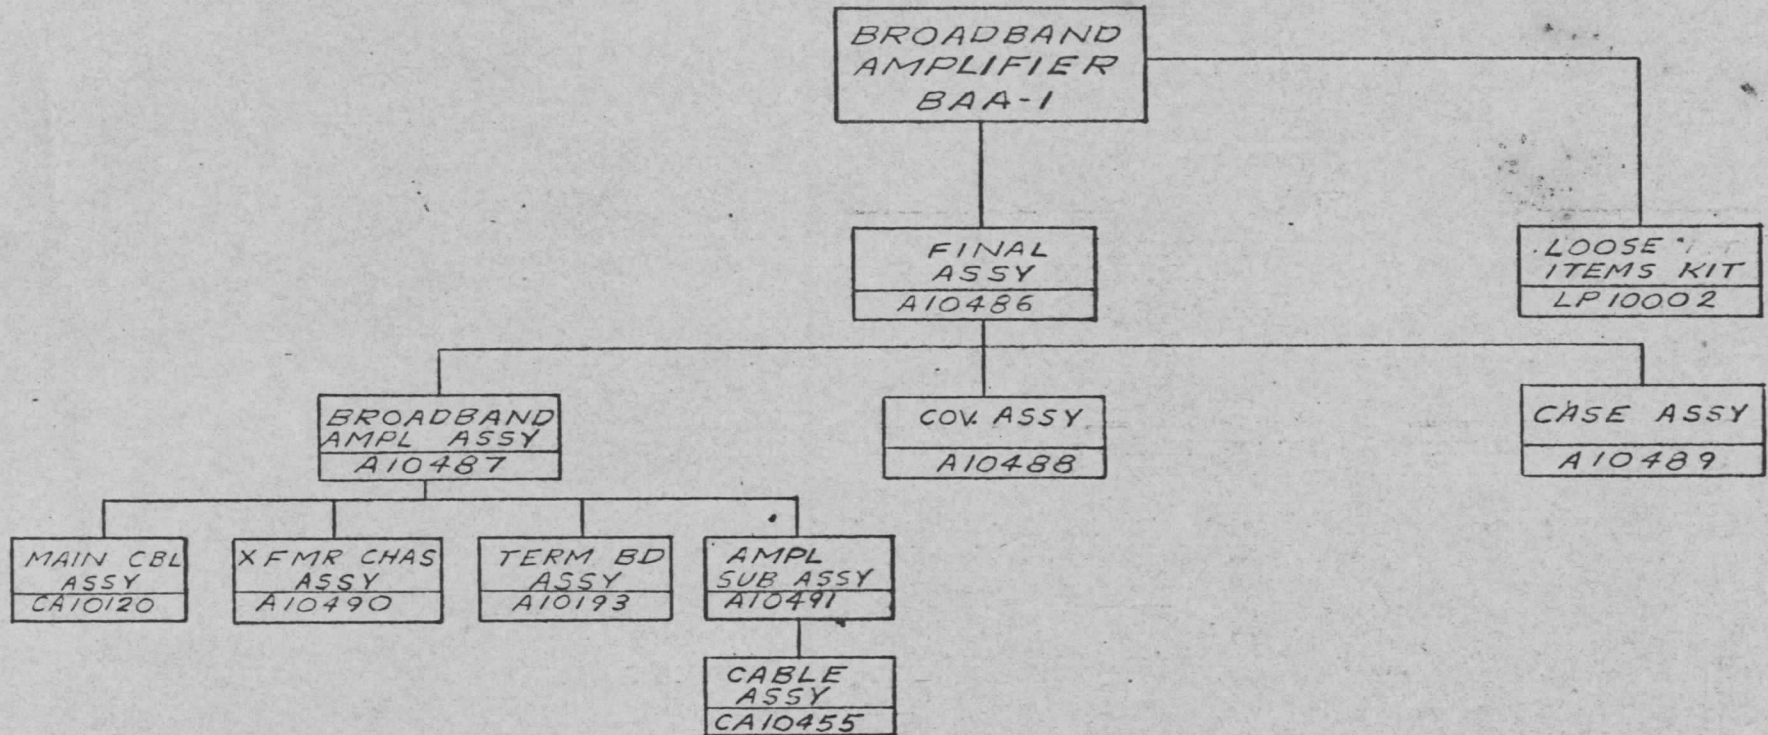 BROADBAND
AMPLIFIER
BAA-1
FINAL
ASSY
A10486
LOOSE
ITEMS KIT
LP10002
BROADBAND
AMPL ASSY
A10487
COV. ASSY
A10488
CASE ASSY
A10489
MAIN CBL
ASSY
CA10120
XFMR CHAS
ASSY
A10490
TERM BD
ASSY
A10193
AMPL
SUB ASSY
A10491
CABLE
ASSY
CA10455